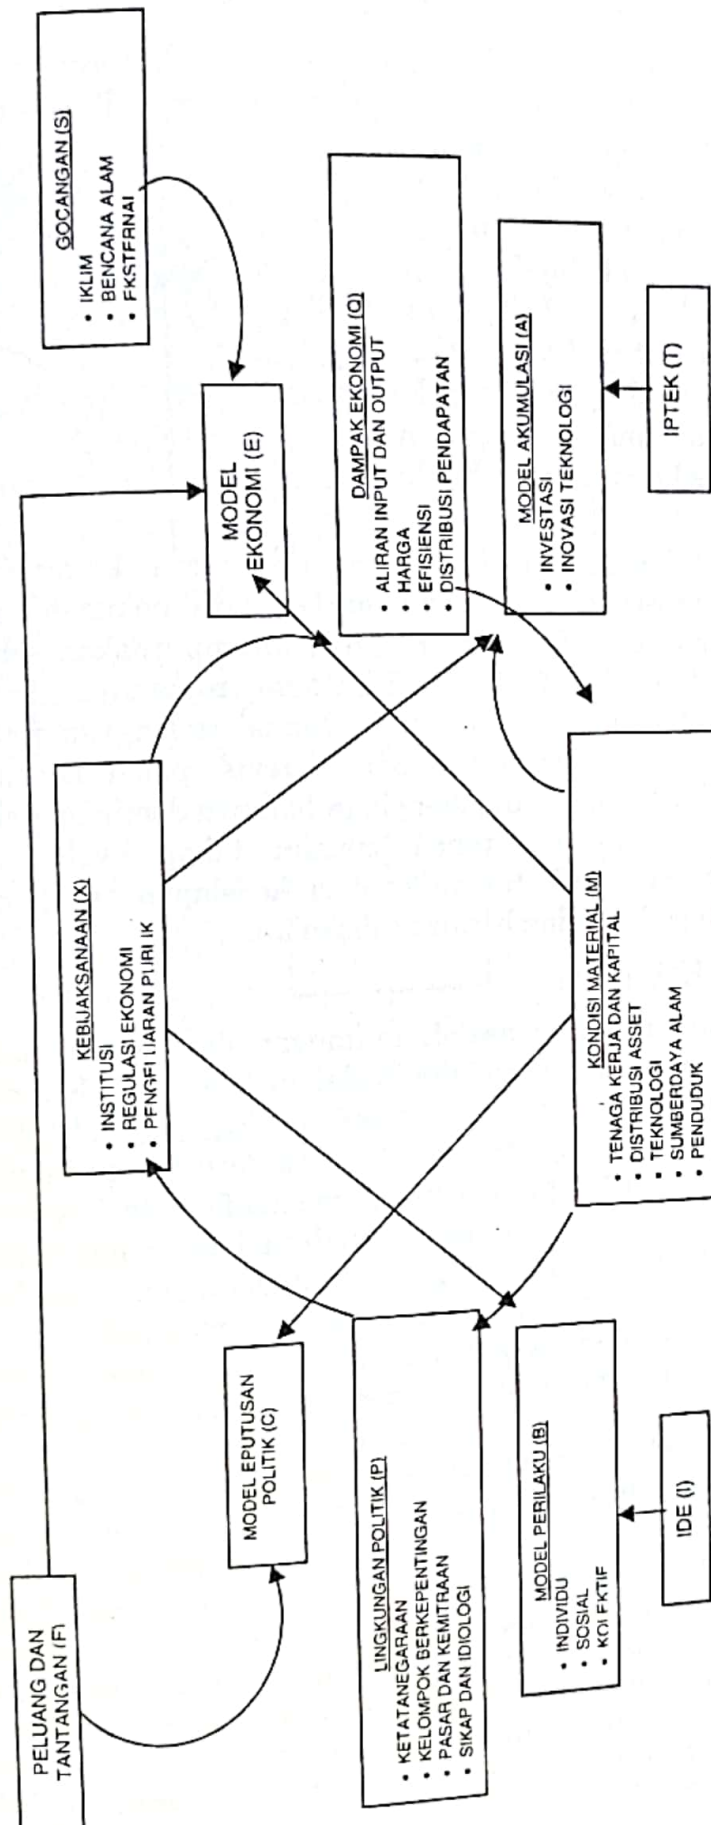 PELUANG DAN
TANTANGAN (F)
GOCANGAN (S)
• IKLIM
• BENCANA ALAM
• EKSTERNAL
KEBIJAKSANAAN (X)
• INSTITUSI
• REGULASI EKONOMI
• PENGELUARAN PUBLIK
MODEL EPUTUSAN
POLITIK (C)
MODEL
EKONOMI (E)
LINGKUNGAN POLITIK (P)
• KETATANEGARAAN
• KELOMPOK BERKEPENTINGAN
• PASAR DAN KEMITRAAN
• SIKAP DAN IDIOLOGI
DAMPAK EKONOMI (Q)
• ALIRAN INPUT DAN OUTPUT
• HARGA
• EFISIENSI
• DISTRIBUSI PENDAPATAN
MODEL PERILAKU (B)
• INDIVIDU
• SOSIAL
• KOLEKTIF
KONDISI MATERIAL (M)
• TENAGA KERJA DAN KAPITAL
• DISTRIBUSI ASSET
• TEKNOLOGI
• SUMBERDAYA ALAM
• PENDUDUK
MODEL AKUMULASI (A)
• INVESTASI
• INOVASI TEKNOLOGI
IDE (I)
IPTEK (T)